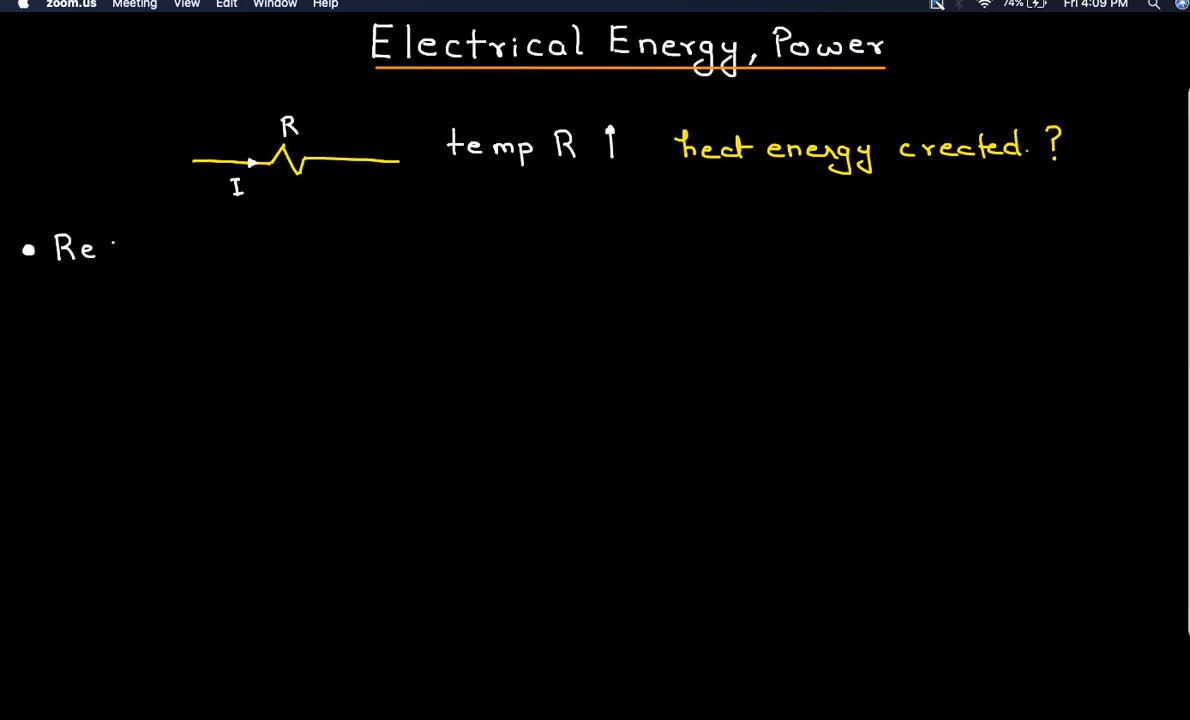 zoom.us Meeting View Edit Window Help 74% Fri 4:09 PM
Electrical Energy, Power
R
temp R ↑ heat energy created. ?
I
• Re